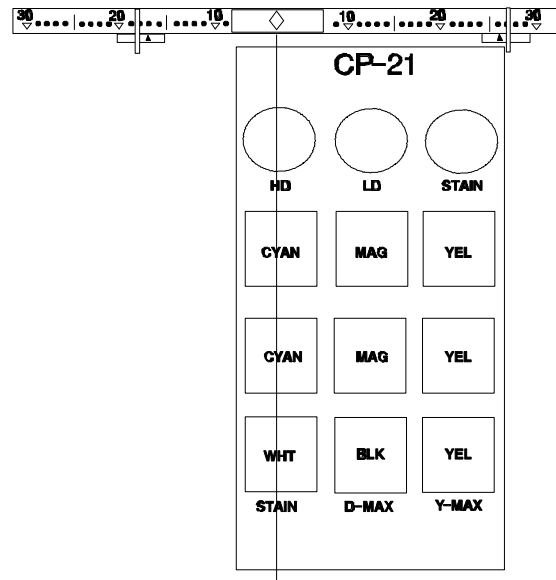 30 20 10 10 20 30
CP-21
HD LD STAIN
CYAN MAG YEL
CYAN MAG YEL
WHT BLK YEL
STAIN D-MAX Y-MAX